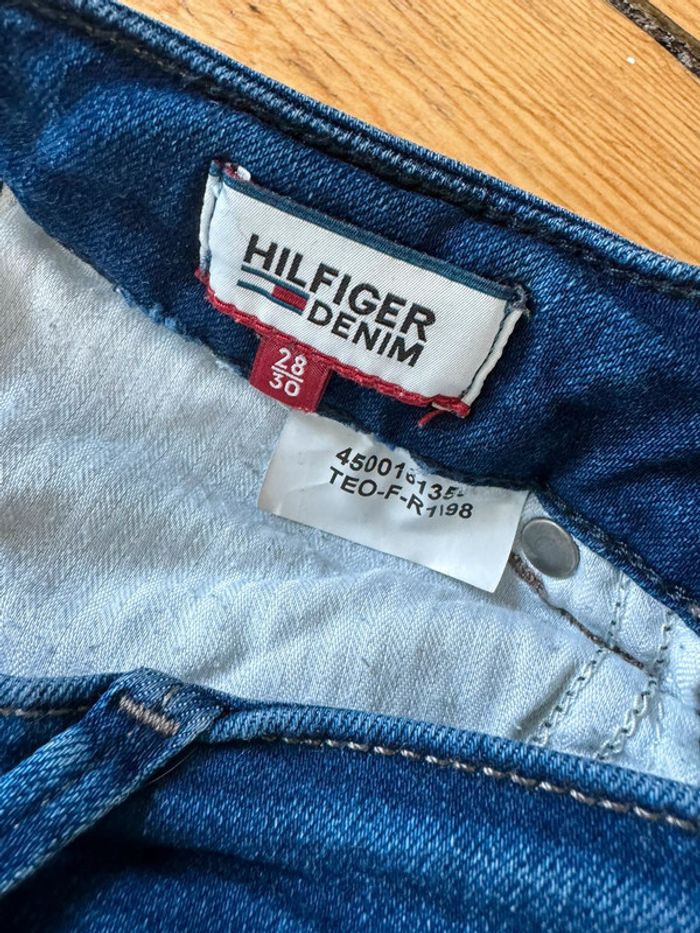 HILFIGER
DENIM
28
30
TEO-F-R1198